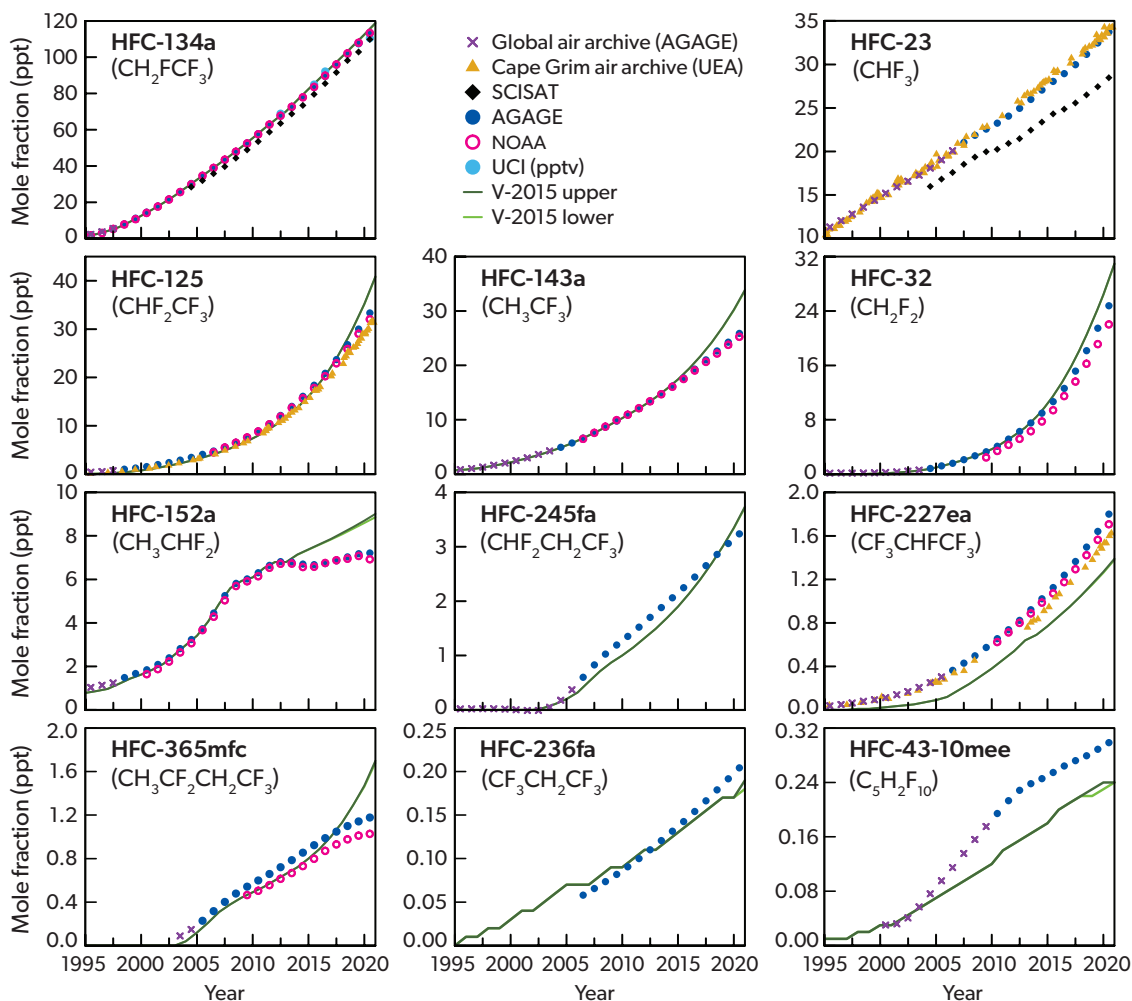 HFC-134a
(CH₂FCF₃)
Mole fraction (ppt)
120
100
80
60
40
20
0
Global air archive (AGAGE)
Cape Grim air archive (UEA)
SCISAT
AGAGE
NOAA
UCI (pptv)
V-2015 upper
V-2015 lower
HFC-23
(CHF₃)
35
30
25
20
15
10
HFC-125
(CHF₂CF₃)
Mole fraction (ppt)
40
30
20
10
0
HFC-143a
(CH₃CF₃)
40
30
20
10
0
HFC-32
(CH₂F₂)
32
24
16
8
0
HFC-152a
(CH₃CHF₂)
Mole fraction (ppt)
10
8
6
4
2
0
HFC-245fa
(CHF₂CH₂CF₃)
4
3
2
1
0
HFC-227ea
(CF₃CHFCF₃)
2.0
1.6
1.2
0.8
0.4
0.0
HFC-365mfc
(CH₃CF₂CH₂CF₃)
Mole fraction (ppt)
2.0
1.6
1.2
0.8
0.4
0.0
1995 2000 2005 2010 2015 2020
Year
HFC-236fa
(CF₃CH₂CF₃)
0.25
0.20
0.15
0.10
0.05
0.00
1995 2000 2005 2010 2015 2020
Year
HFC-43-10mee
(C₅H₂F₁₀)
0.32
0.24
0.16
0.08
0.00
1995 2000 2005 2010 2015 2020
Year